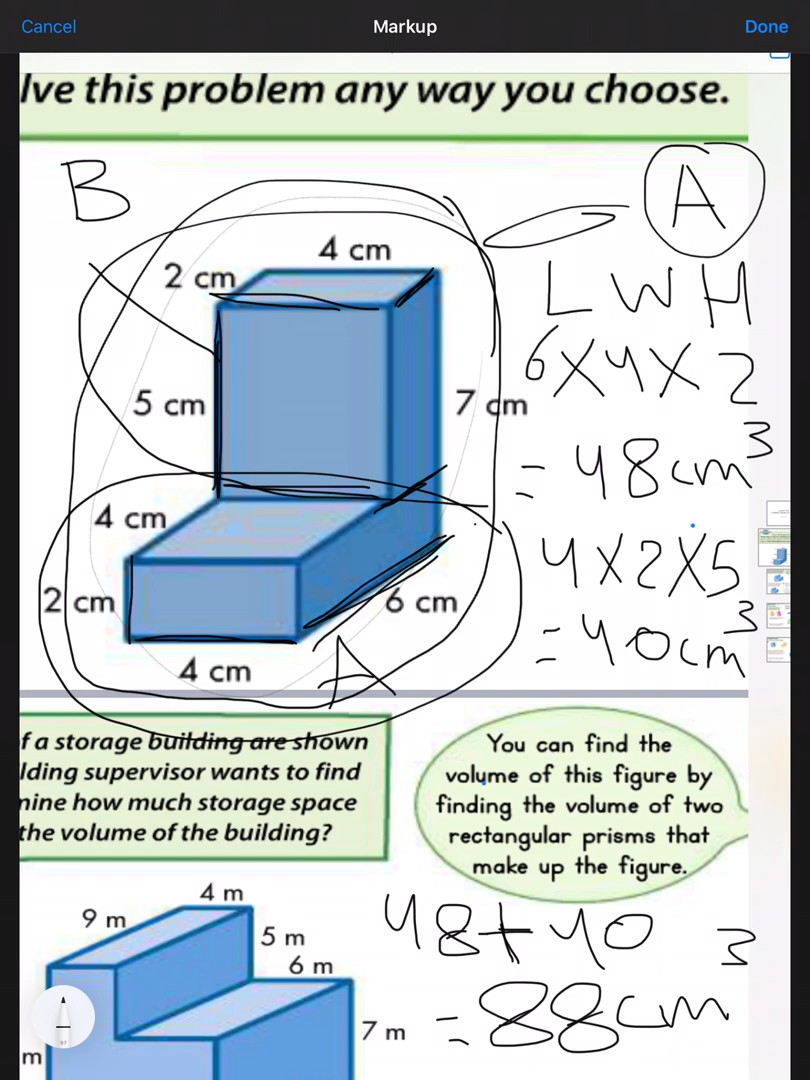 Cancel
Markup
Done
lve this problem any way you choose.
B
A
4 cm
2 cm
L W H
6X4X2
5 cm
7 cm
= 48cm3
4 cm
4X2X5
2 cm
6 cm
= 40cm3
4 cm
A
f a storage building are shown
lding supervisor wants to find
nine how much storage space
the volume of the building?
You can find the
volume of this figure by
finding the volume of two
rectangular prisms that
make up the figure.
4 m
9 m
5 m
6 m
7 m
m
48+40
=88cm3
97